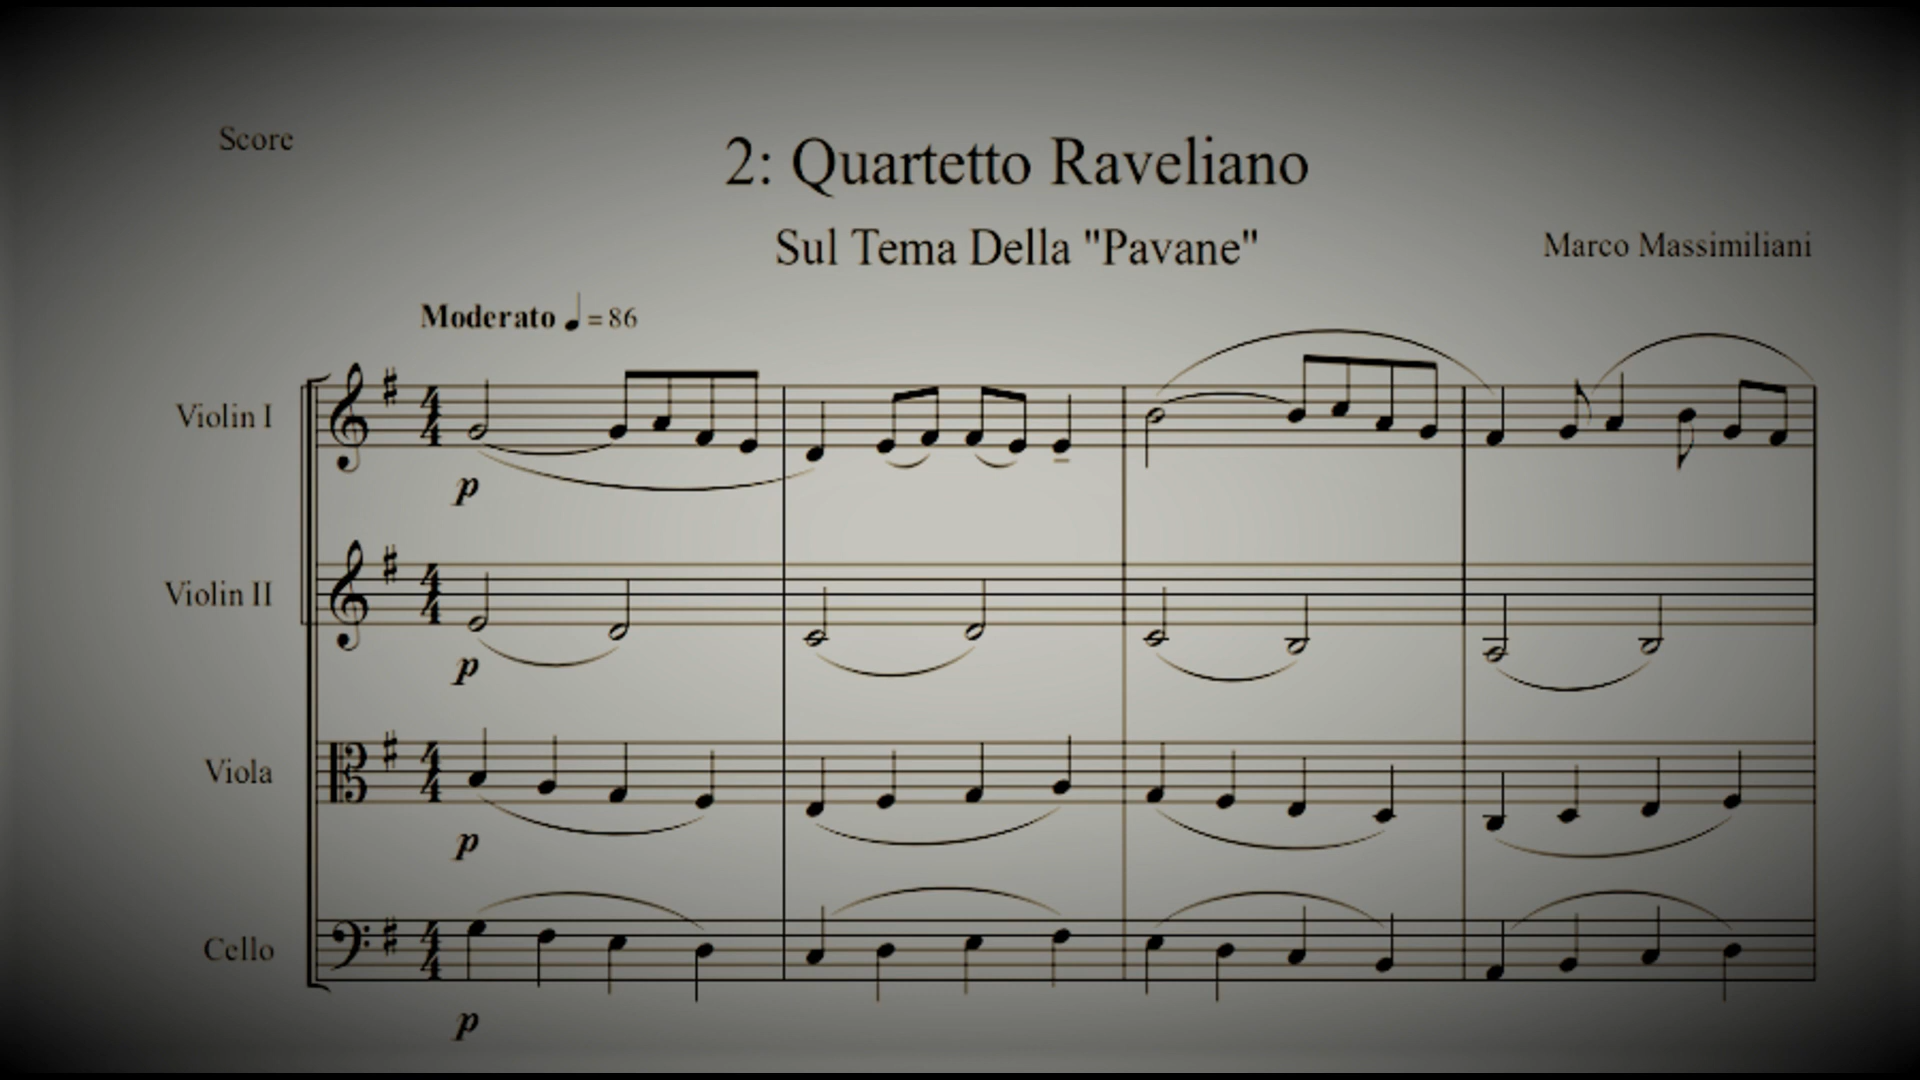 Score
2: Quartetto Raveliano
Sul Tema Della "Pavane"
Marco Massimiliani
Moderato ♩ = 86
Violin I
p
Violin II
p
Viola
p
Cello
p